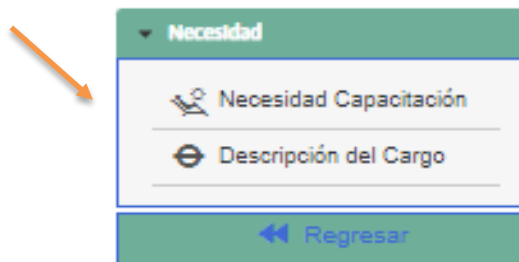 Necesidad
Necesidad Capacitación
Descripción del Cargo
Regresar